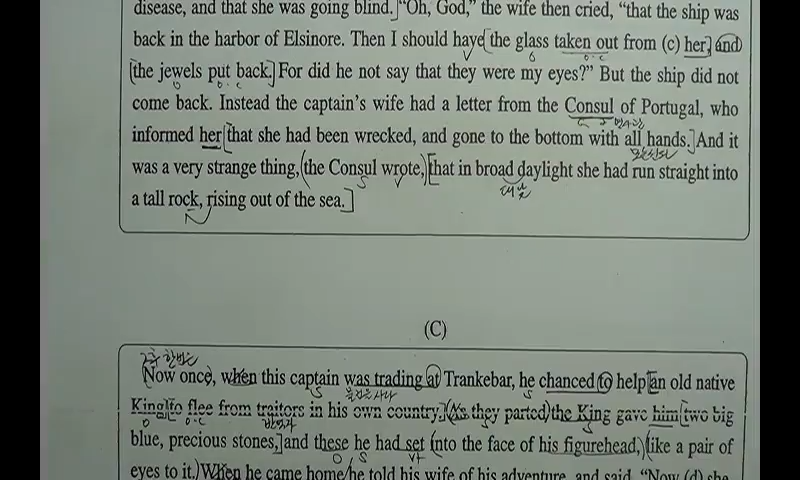 disease, and that she was going blind. "Oh, God," the wife then cried, "that the ship was
back in the harbor of Elsinore. Then I should have the glass taken out from (c) her, and
the jewels put back. For did he not say that they were my eyes?" But the ship did not
come back. Instead the captain's wife had a letter from the Consul of Portugal, who
informed her that she had been wrecked, and gone to the bottom with all hands. And it
was a very strange thing, the Consul wrote, that in broad daylight she had run straight into
대낮
a tall rock, rising out of the sea.
(C)
Now once, when this captain was trading at Trankebar, he chanced to help an old native
King to flee from traitors in his own country. As they parted the King gave him two big
반역자
blue, precious stones, and these he had set into the face of his figurehead, like a pair of
eyes to it. When he came home he told his wife of his adventure, and said, "Now (d) she